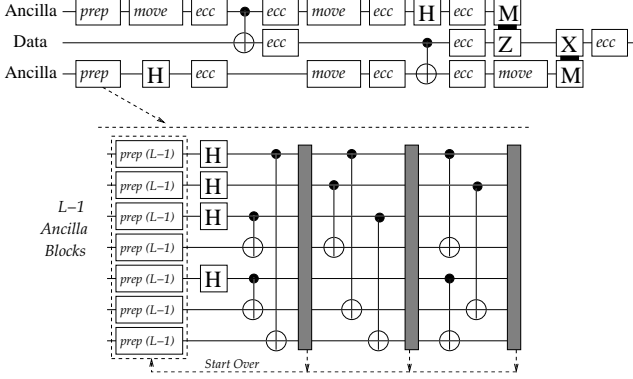 Ancilla prep move ecc ecc move ecc H ecc M
Data ecc ecc Z X ecc
Ancilla prep H ecc move ecc ecc move M
prep (L-1) H
prep (L-1) H
L-1 prep (L-1) H
Ancilla
Blocks prep (L-1)
prep (L-1) H
prep (L-1)
prep (L-1)
Start Over